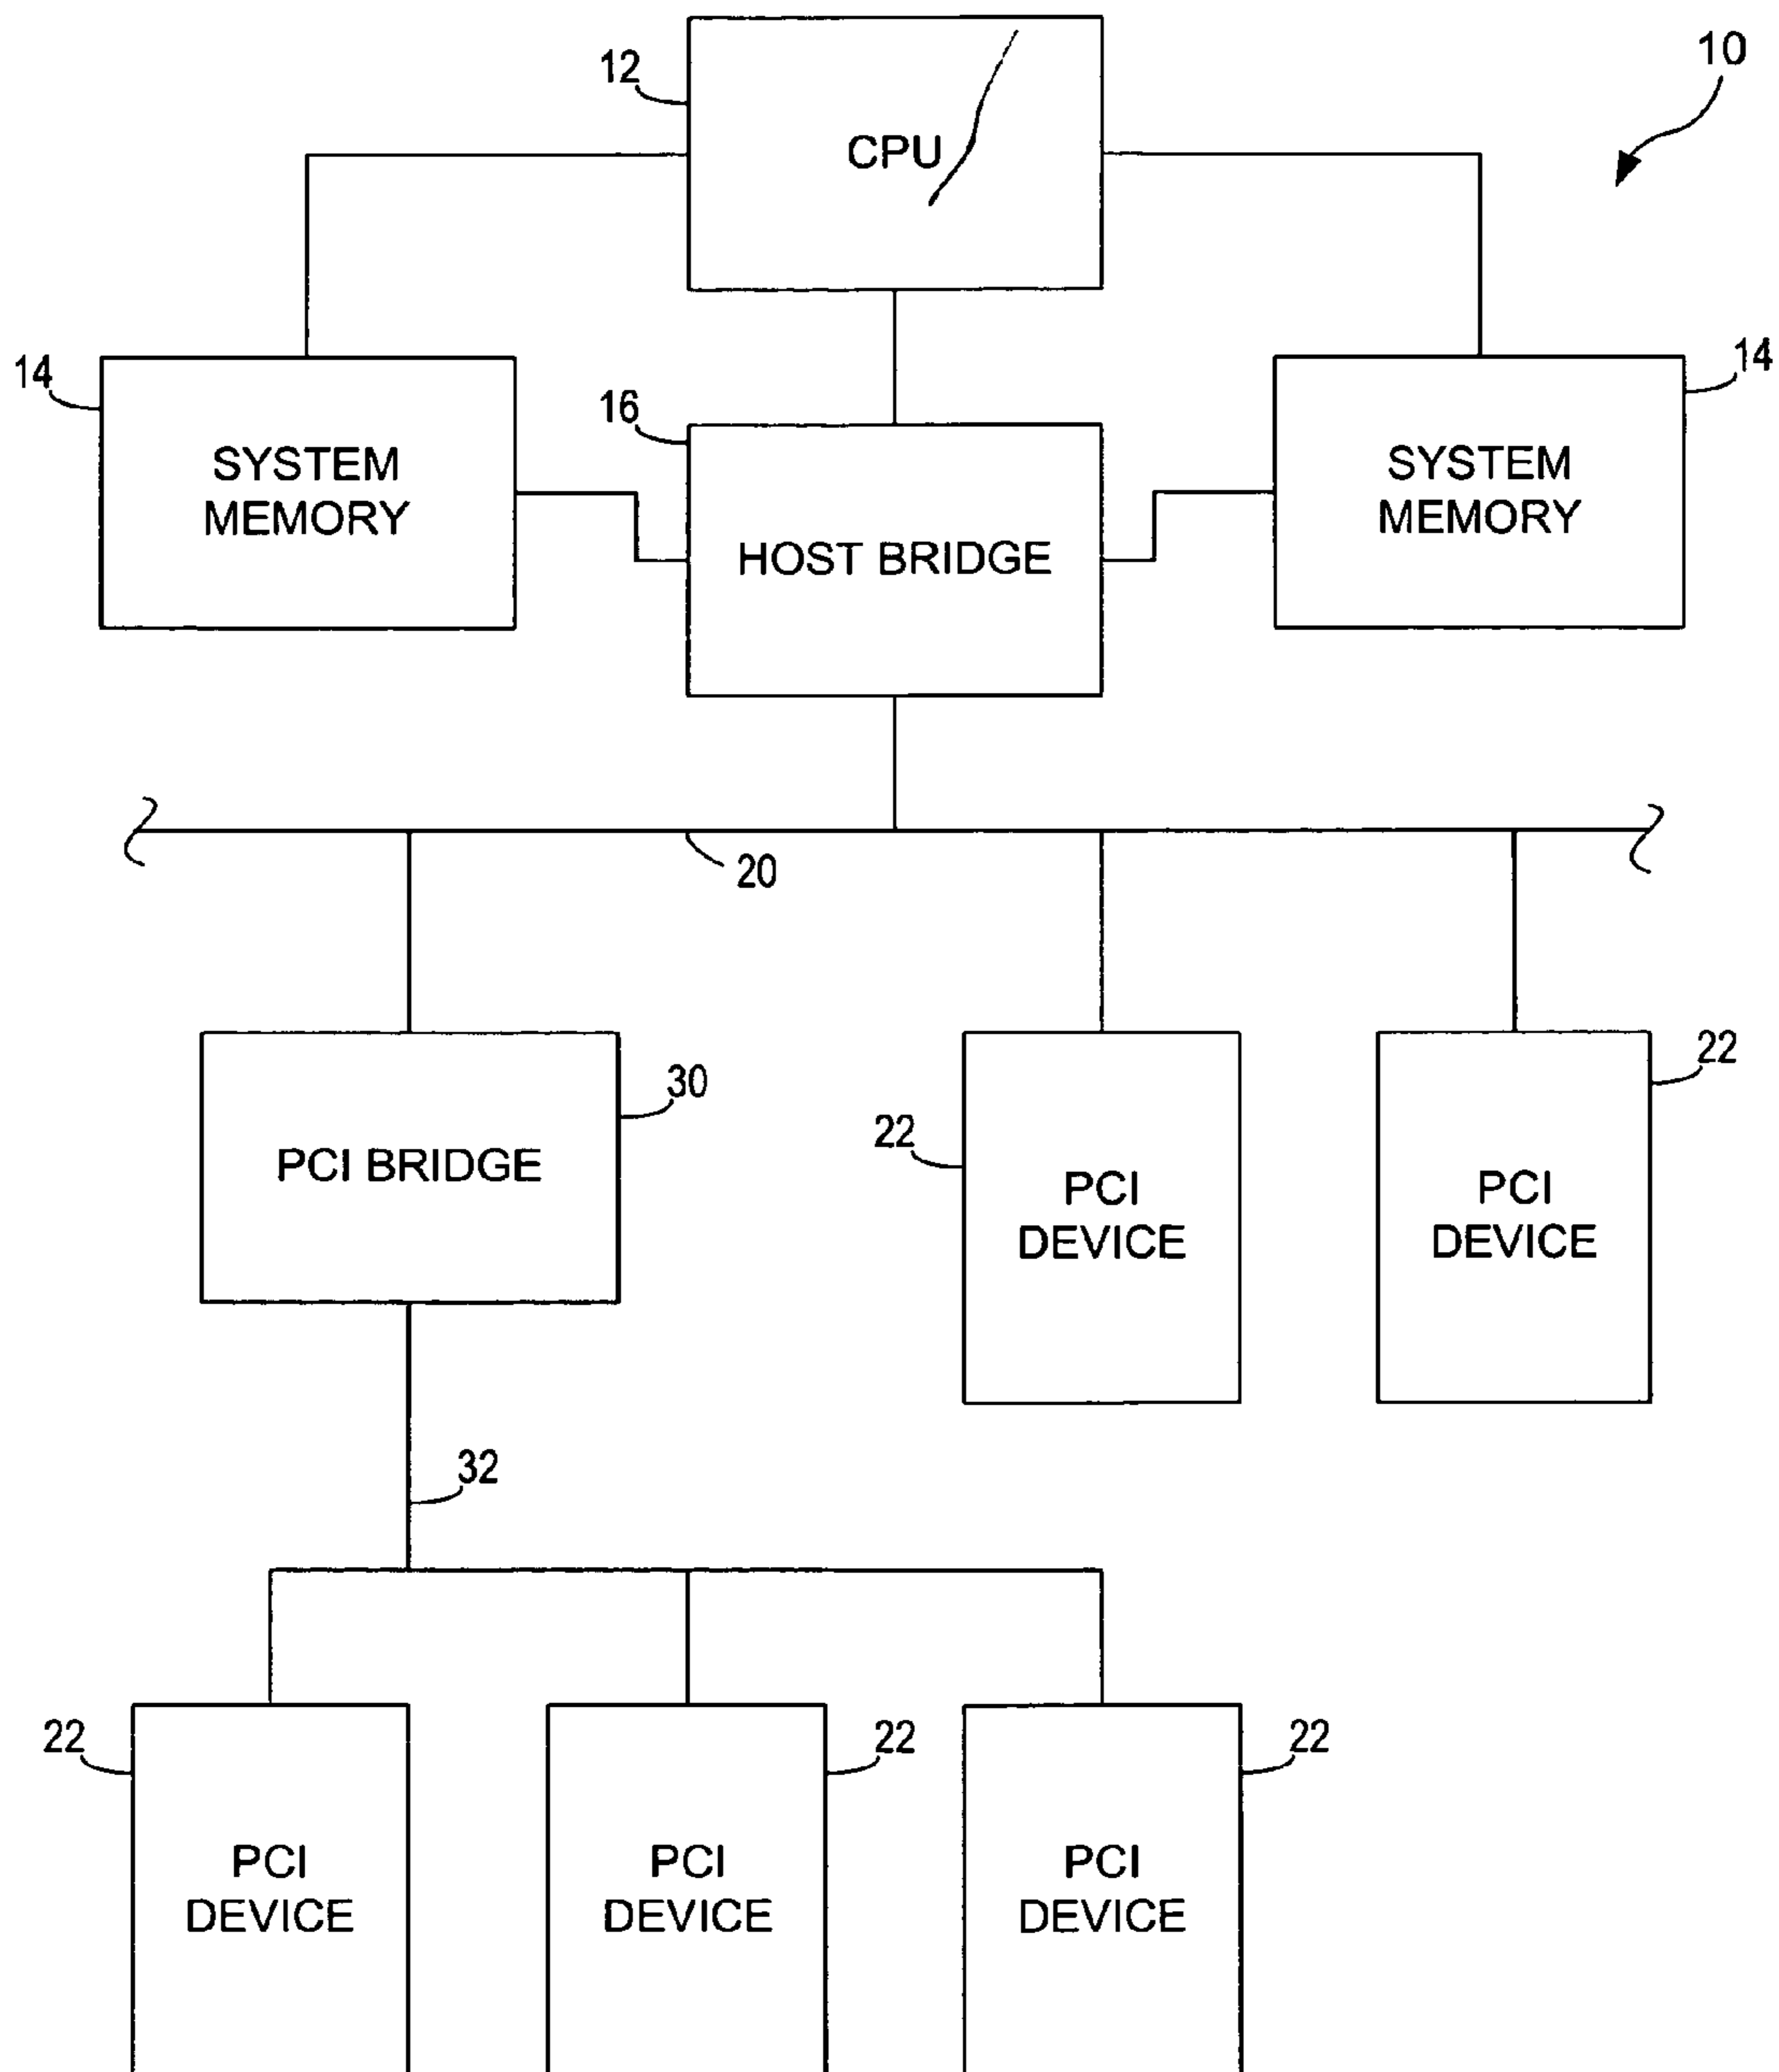 10
12
CPU
14
SYSTEM
MEMORY
16
HOST BRIDGE
14
SYSTEM
MEMORY
20
30
PCI BRIDGE
22
PCI
DEVICE
22
PCI
DEVICE
32
22
PCI
DEVICE
22
PCI
DEVICE
22
PCI
DEVICE